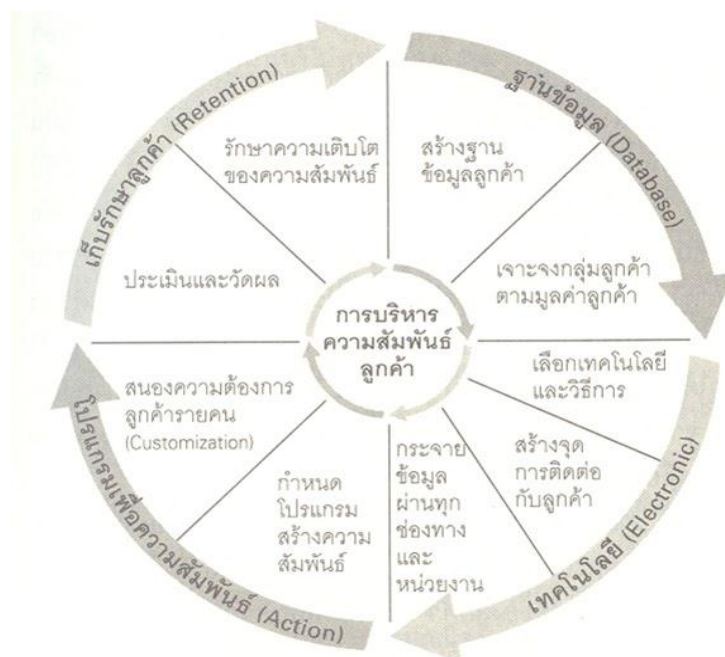 ฐานข้อมูล (Database)
สร้างฐาน
ข้อมูลลูกค้า
เจาะจงกลุ่มลูกค้า
ตามมูลค่าลูกค้า
เทคโนโลยี (Electronic)
เลือกเทคโนโลยี
และวิธีการ
สร้างจุด
การติดต่อ
กับลูกค้า
กระจาย
ข้อมูล
ผ่านทุก
ช่องทาง
และ
หน่วยงาน
โปรแกรมเพื่อความสัมพันธ์ (Action)
กำหนด
โปรแกรม
สร้างความ
สัมพันธ์
สนองความต้องการ
ลูกค้ารายคน
(Customization)
เก็บรักษาลูกค้า (Retention)
ประเมินและวัดผล
รักษาความเติบโต
ของความสัมพันธ์
การบริหาร
ความสัมพันธ์
ลูกค้า